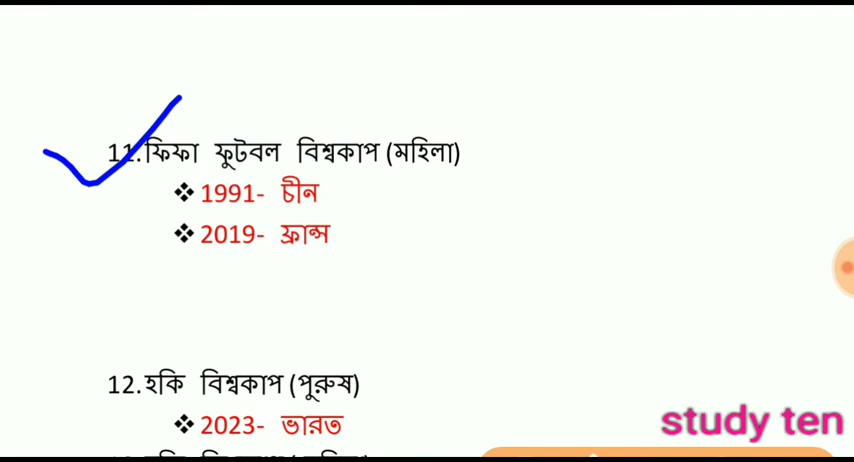 11.ফিফা ফুটবল বিশ্বকাপ (মহিলা)
❖ 1991- চীন
❖ 2019- ফ্রান্স
12.হকি বিশ্বকাপ (পুরুষ)
❖ 2023- ভারত
study ten